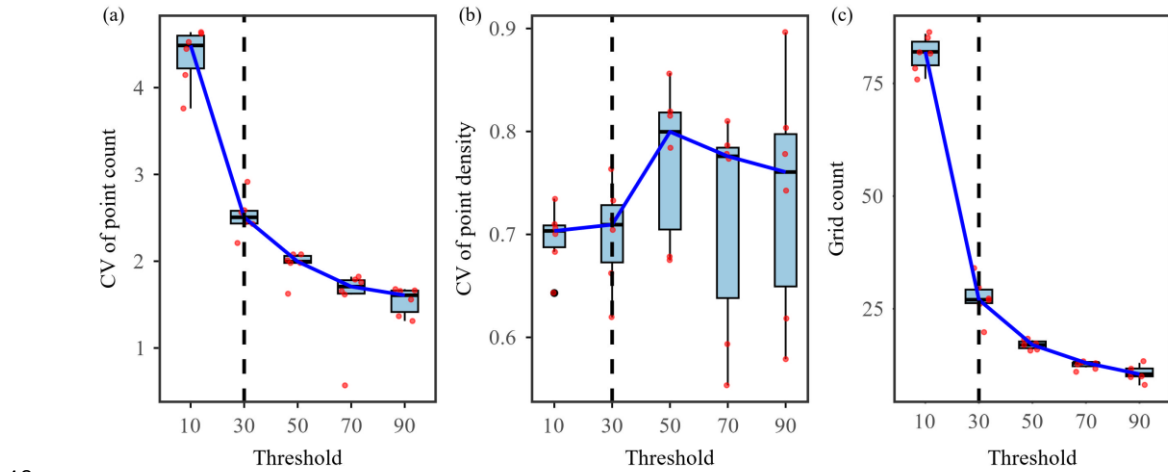 (a)
CV of point count
4
3
2
1
10 30 50 70 90
Threshold
(b)
CV of point density
0.9
0.8
0.7
0.6
10 30 50 70 90
Threshold
(c)
Grid count
75
50
25
10 30 50 70 90
Threshold